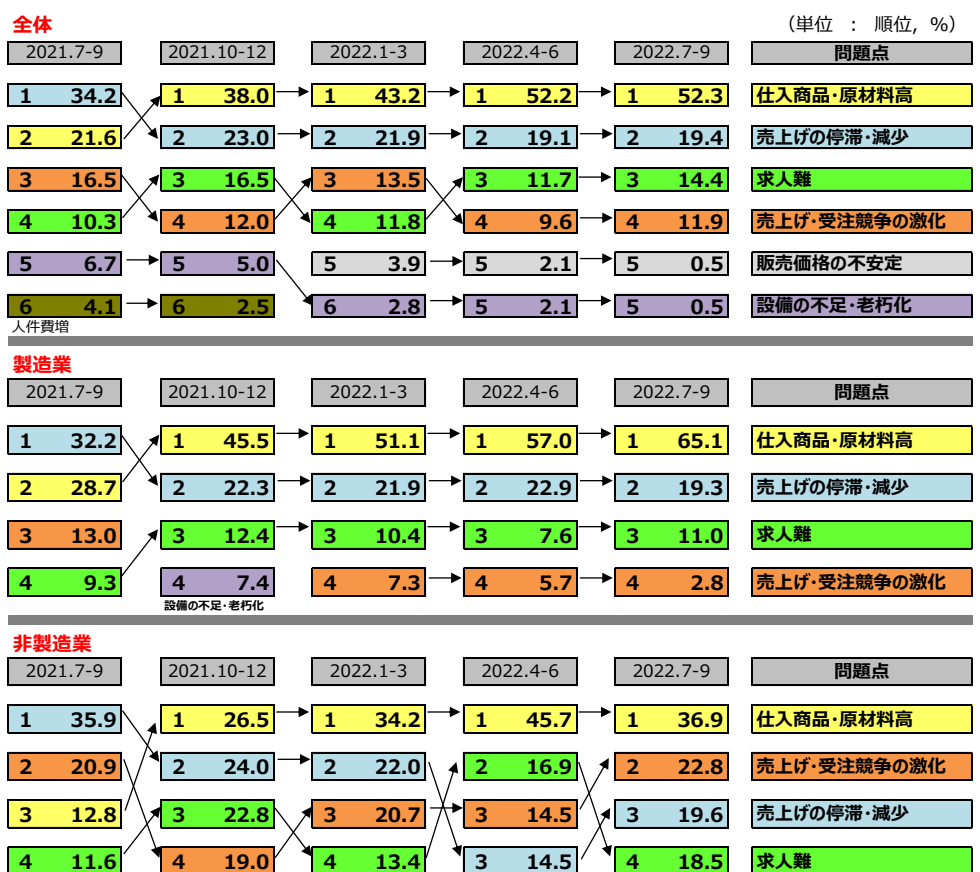 全体 （単位 ： 順位, %）
2021.7-9 2021.10-12 2022.1-3 2022.4-6 2022.7-9 問題点
1 34.2 1 38.0 1 43.2 1 52.2 1 52.3 仕入商品・原材料高
2 21.6 2 23.0 2 21.9 2 19.1 2 19.4 売上げの停滞・減少
3 16.5 3 16.5 3 13.5 3 11.7 3 14.4 求人難
4 10.3 4 12.0 4 11.8 4 9.6 4 11.9 売上げ・受注競争の激化
5 6.7 5 5.0 5 3.9 5 2.1 5 0.5 販売価格の不安定
6 4.1 6 2.5 6 2.8 5 2.1 5 0.5 設備の不足・老朽化
人件費増
製造業
2021.7-9 2021.10-12 2022.1-3 2022.4-6 2022.7-9 問題点
1 32.2 1 45.5 1 51.1 1 57.0 1 65.1 仕入商品・原材料高
2 28.7 2 22.3 2 21.9 2 22.9 2 19.3 売上げの停滞・減少
3 13.0 3 12.4 3 10.4 3 7.6 3 11.0 求人難
4 9.3 4 7.4 4 7.3 4 5.7 4 2.8 売上げ・受注競争の激化
設備の不足・老朽化
非製造業
2021.7-9 2021.10-12 2022.1-3 2022.4-6 2022.7-9 問題点
1 35.9 1 26.5 1 34.2 1 45.7 1 36.9 仕入商品・原材料高
2 20.9 2 24.0 2 22.0 2 16.9 2 22.8 売上げ・受注競争の激化
3 12.8 3 22.8 3 20.7 3 14.5 3 19.6 売上げの停滞・減少
4 11.6 4 19.0 4 13.4 3 14.5 4 18.5 求人難